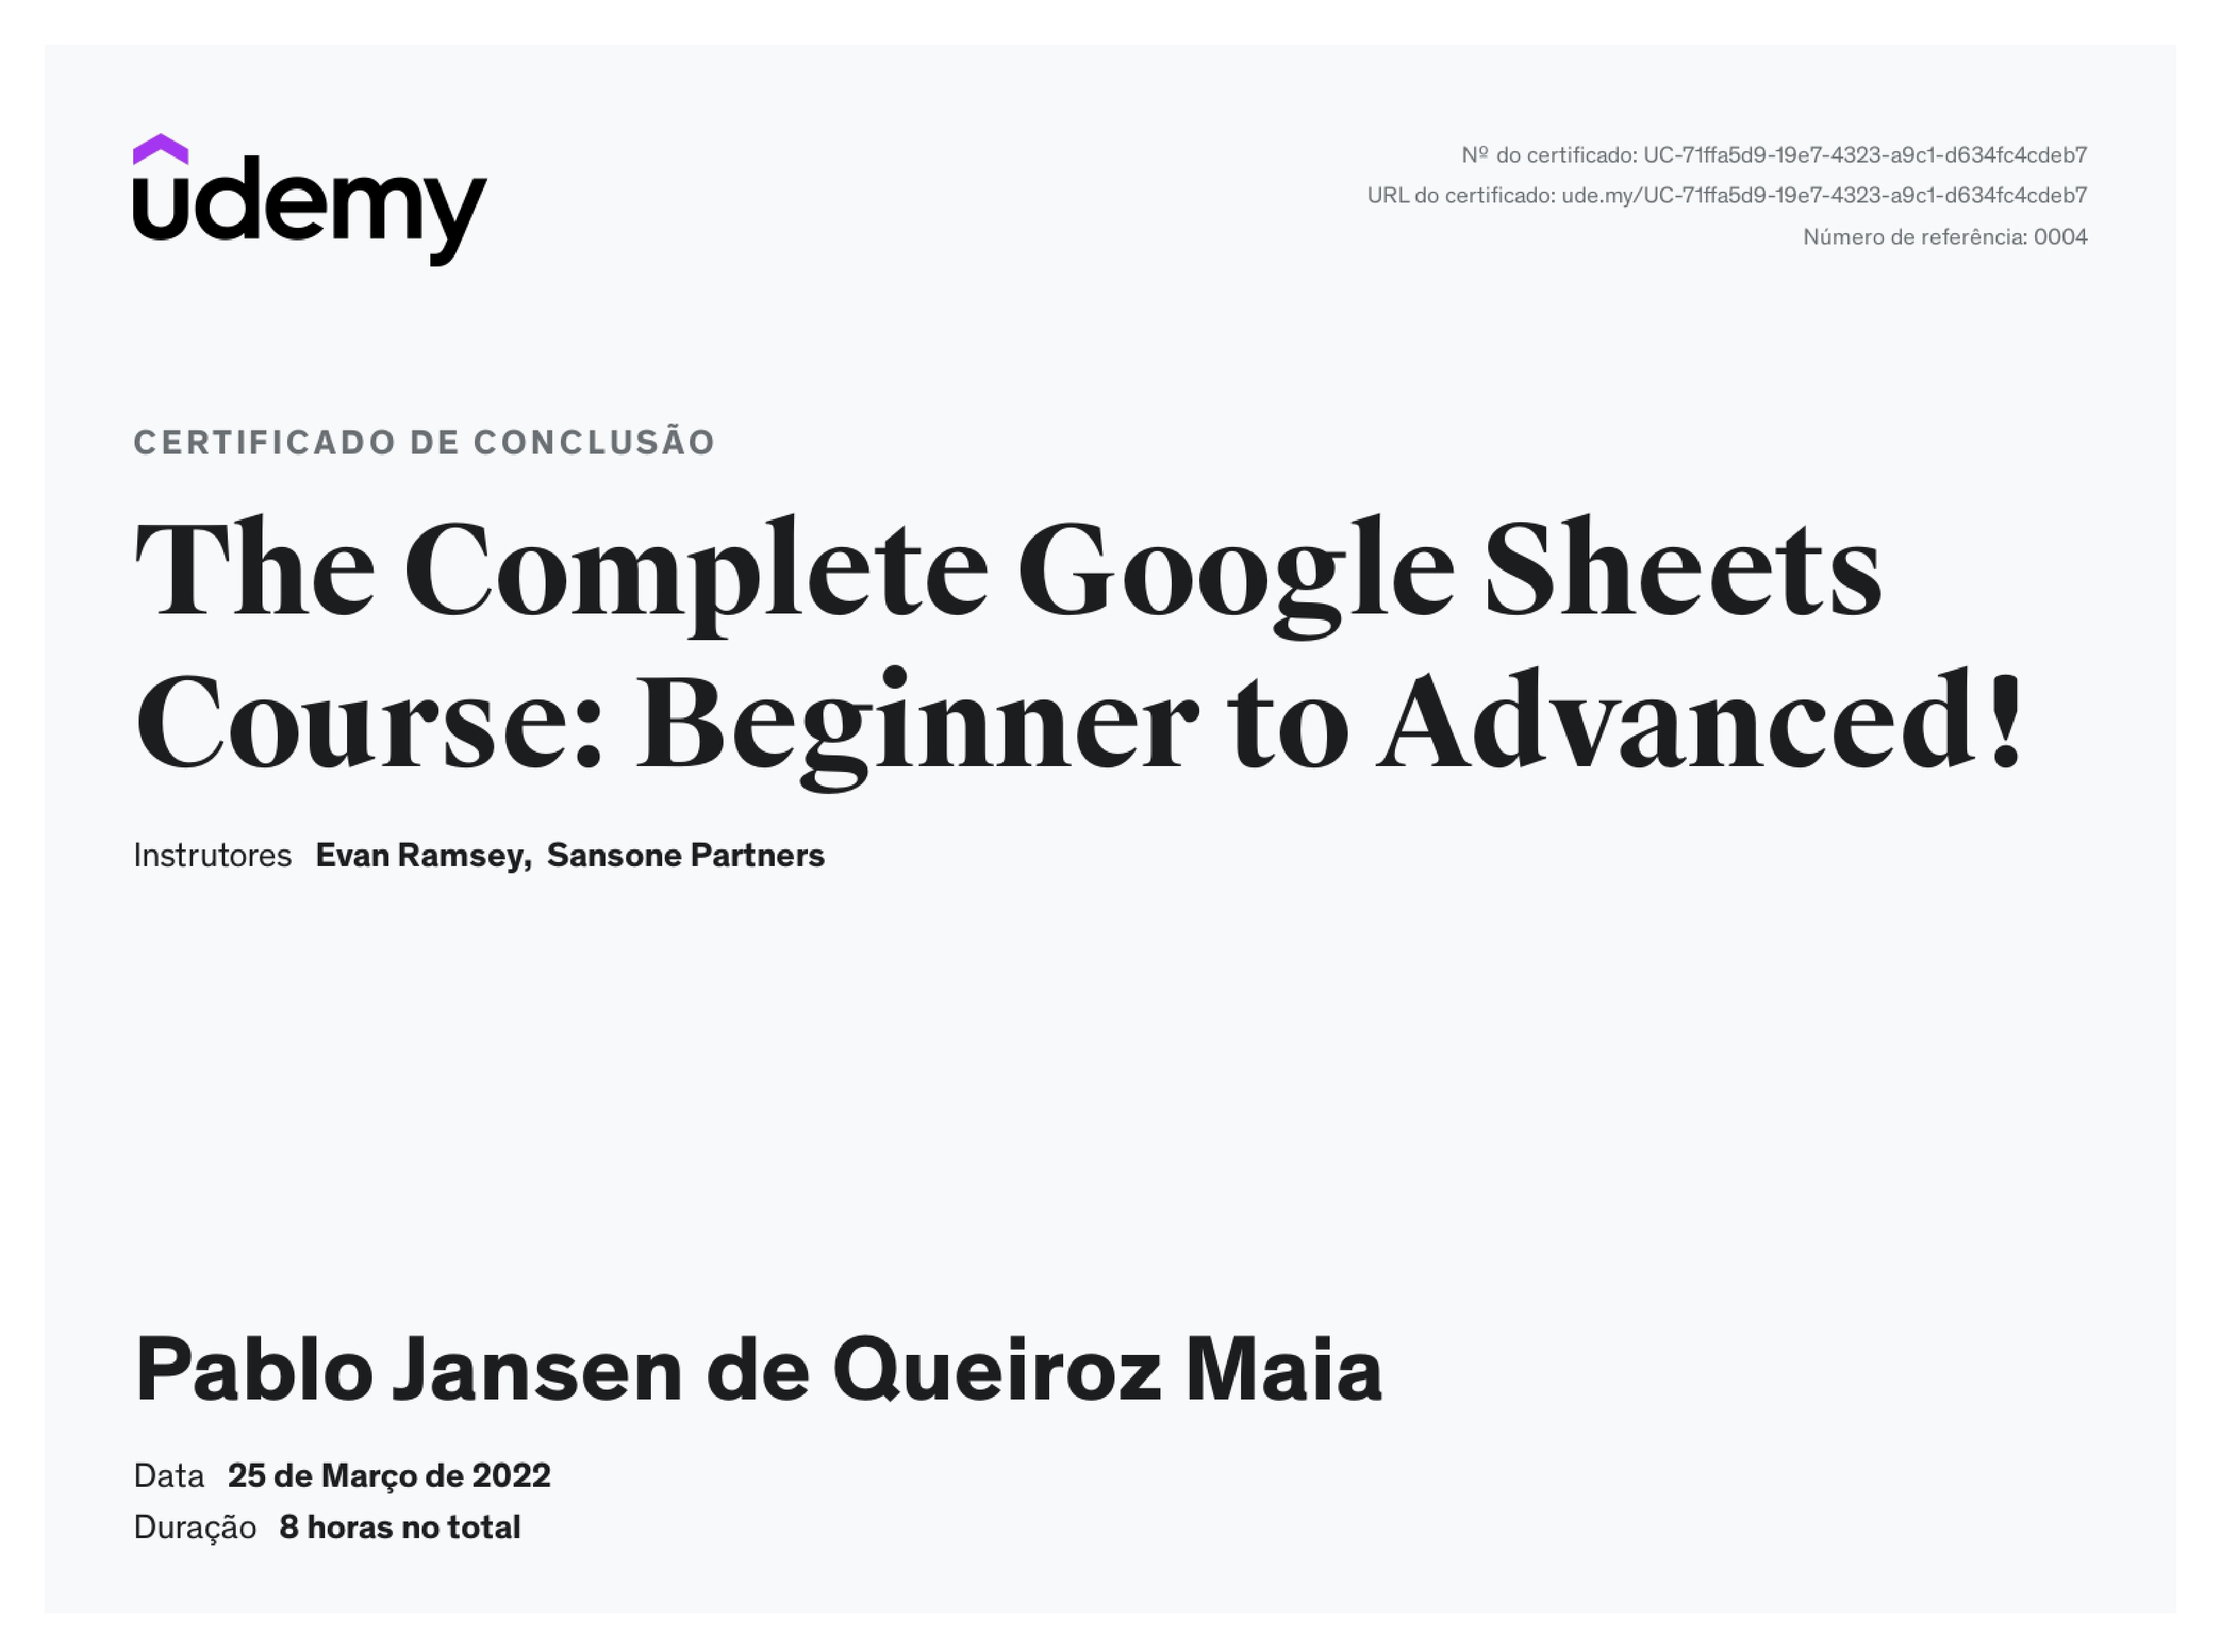 udemy
Nº do certificado: UC-71ffa5d9-19e7-4323-a9c1-d634fc4cdeb7
URL do certificado: ude.my/UC-71ffa5d9-19e7-4323-a9c1-d634fc4cdeb7
Número de referência: 0004
CERTIFICADO DE CONCLUSÃO
The Complete Google Sheets
Course: Beginner to Advanced!
Instrutores Evan Ramsey, Sansone Partners
Pablo Jansen de Queiroz Maia
Data 25 de Março de 2022
Duração 8 horas no total